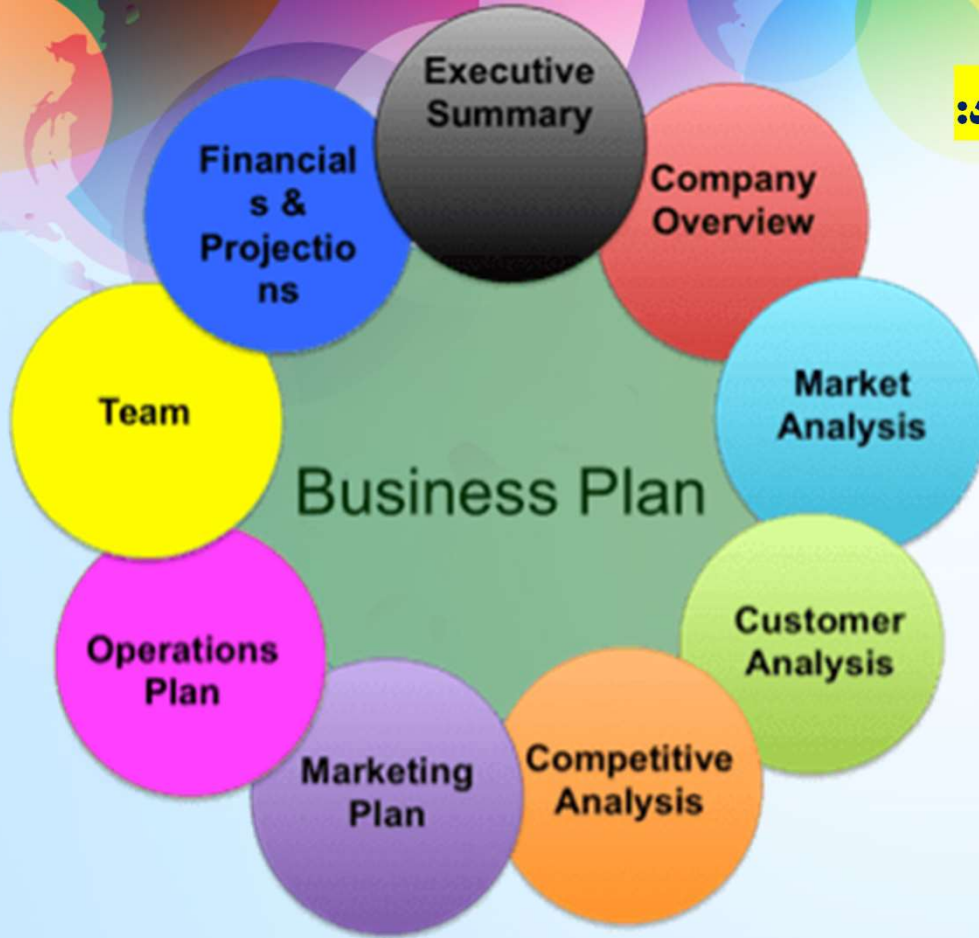 Executive
Summary
Company
Overview
Market
Analysis
Customer
Analysis
Competitive
Analysis
Marketing
Plan
Operations
Plan
Team
Financial
s &
Projectio
ns
Business Plan